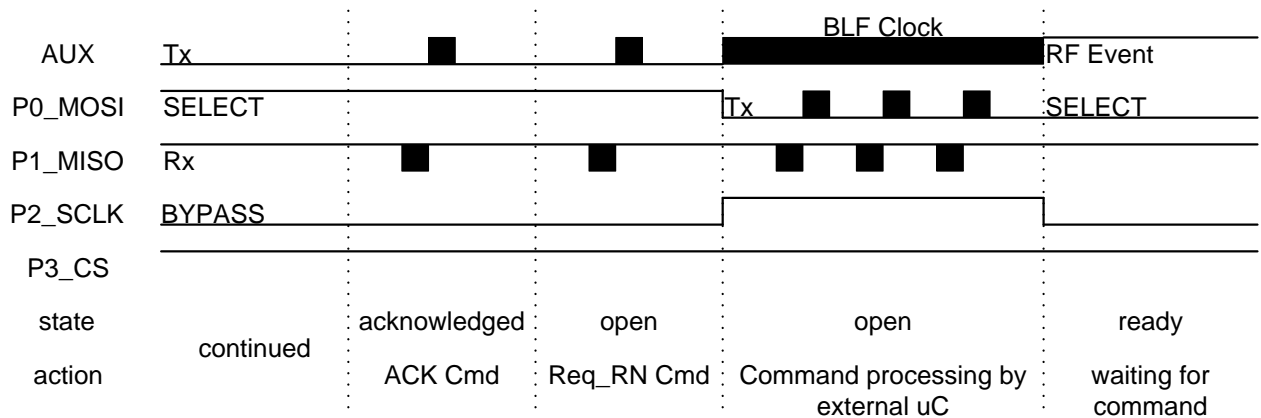 BLF Clock
AUX Tx RF Event
P0_MOSI SELECT Tx SELECT
P1_MISO Rx
P2_SCLK BYPASS
P3_CS
state acknowledged open open ready
continued
action ACK Cmd Req_RN Cmd Command processing by waiting for
external uC command